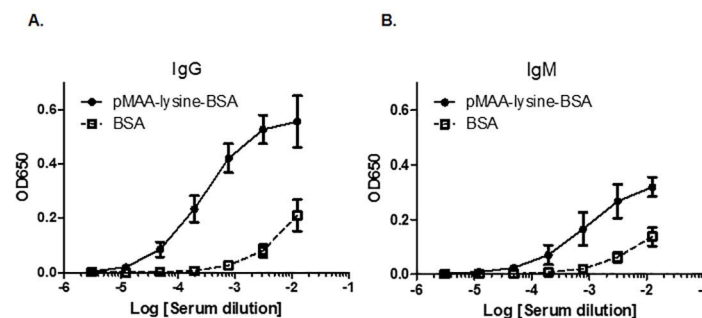 A.
IgG
pMAA-lysine-BSA
BSA
OD650
0.6
0.4
0.2
0.0
-6 -5 -4 -3 -2 -1
Log [Serum dilution]
B.
IgM
pMAA-lysine-BSA
BSA
OD650
0.6
0.4
0.2
0.0
-6 -5 -4 -3 -2 -1
Log [Serum dilution]